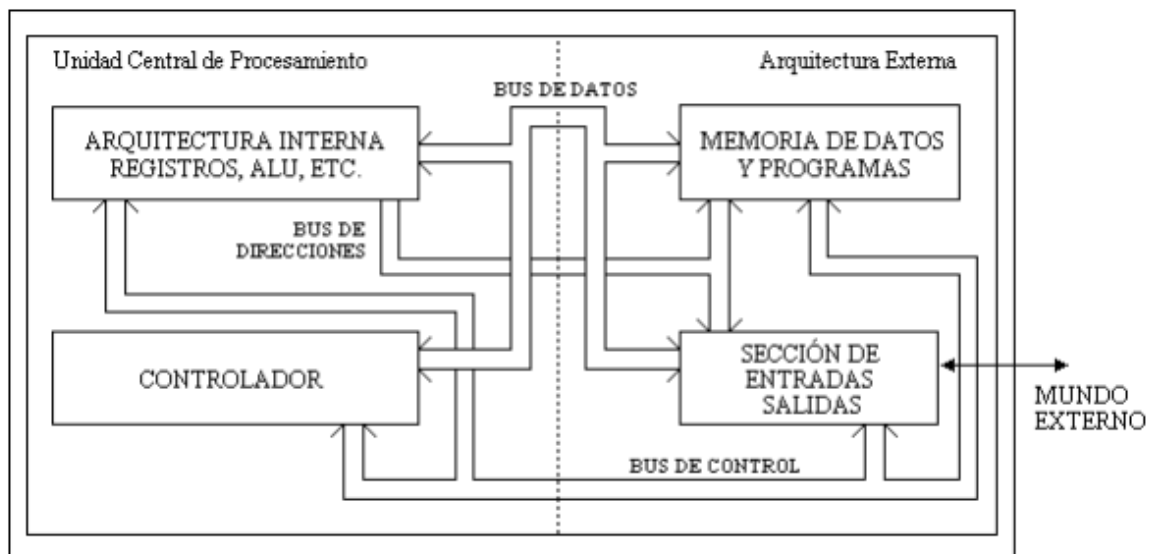 Unidad Central de Procesamiento
Arquitectura Externa
BUS DE DATOS
ARQUITECTURA INTERNA
REGISTROS, ALU, ETC.
MEMORIA DE DATOS
Y PROGRAMAS
BUS DE
DIRECCIONES
CONTROLADOR
SECCIÓN DE
ENTRADAS
SALIDAS
MUNDO
EXTERNO
BUS DE CONTROL